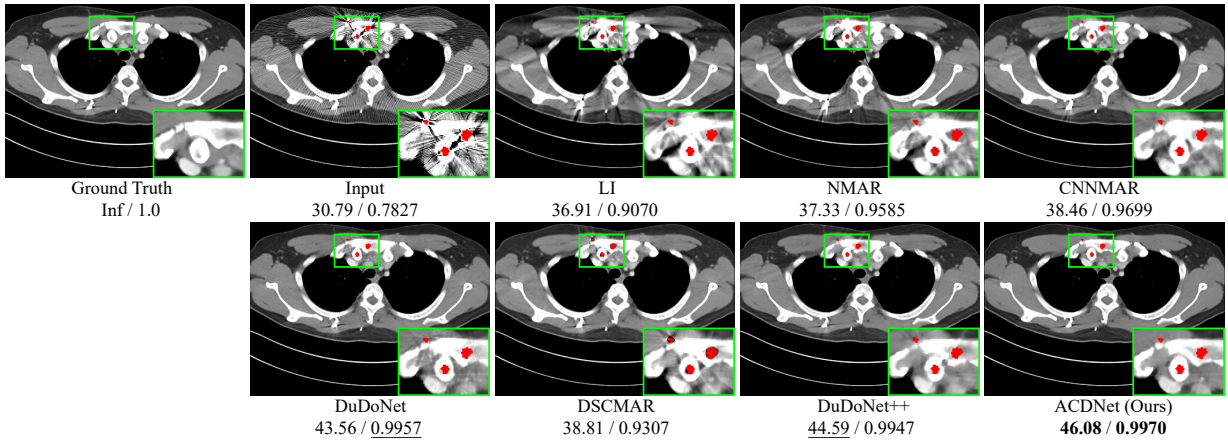 Ground Truth
Inf / 1.0
Input
30.79 / 0.7827
LI
36.91 / 0.9070
NMAR
37.33 / 0.9585
CNNMAR
38.46 / 0.9699
DuDoNet
43.56 / 0.9957
DSCMAR
38.81 / 0.9307
DuDoNet++
44.59 / 0.9947
ACDNet (Ours)
46.08 / 0.9970